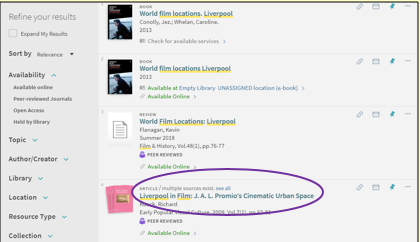 Refine your results
Expand My Results
Sort by Relevance
Availability
Available online
Peer-reviewed Journals
Open Access
Held by library
Topic
Author/Creator
Library
Location
Resource Type
Collection
1
BOOK
World film locations. Liverpool
Conolly, Jez.; Whelan, Caroline.
2013
Check for available services
2
BOOK
World film locations Liverpool
2013
Available at Empty Library UNASSIGNED location (e-book)
Available Online
3
REVIEW
World Film Locations: Liverpool
Flanagan, Kevin
Summer 2018
Film & History, Vol.48(1), pp.76-77
PEER REVIEWED
Available Online
4
ARTICLE / multiple sources exist. see all
Liverpool in Film: J. A. L. Promio's Cinematic Urban Space
Richard
Early Popular Visual Culture, 2009, Vol.7(1),
PEER REVIEWED
Available Online